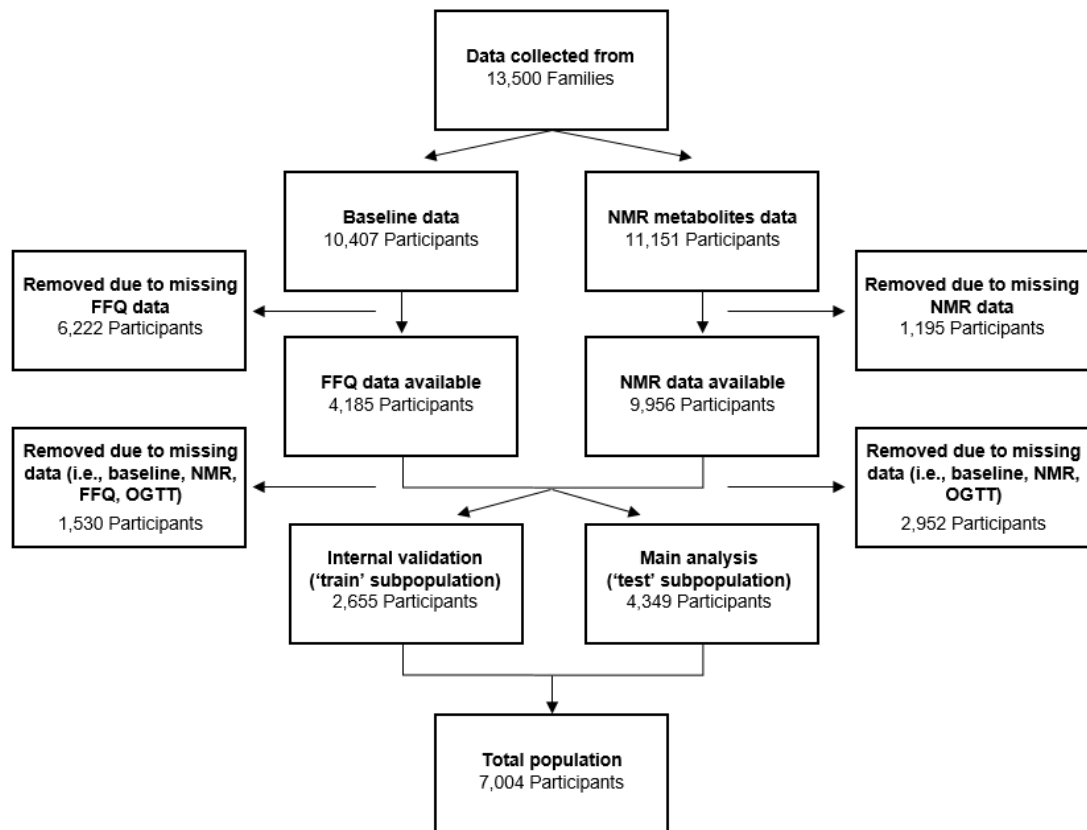 Data collected from
13,500 Families
Baseline data
10,407 Participants
NMR metabolites data
11,151 Participants
Removed due to missing
FFQ data
6,222 Participants
Removed due to missing
NMR data
1,195 Participants
FFQ data available
4,185 Participants
NMR data available
9,956 Participants
Removed due to missing
data (i.e., baseline, NMR,
FFQ, OGTT)
1,530 Participants
Removed due to missing
data (i.e., baseline, NMR,
OGTT)
2,952 Participants
Internal validation
(‘train’ subpopulation)
2,655 Participants
Main analysis
(‘test’ subpopulation)
4,349 Participants
Total population
7,004 Participants